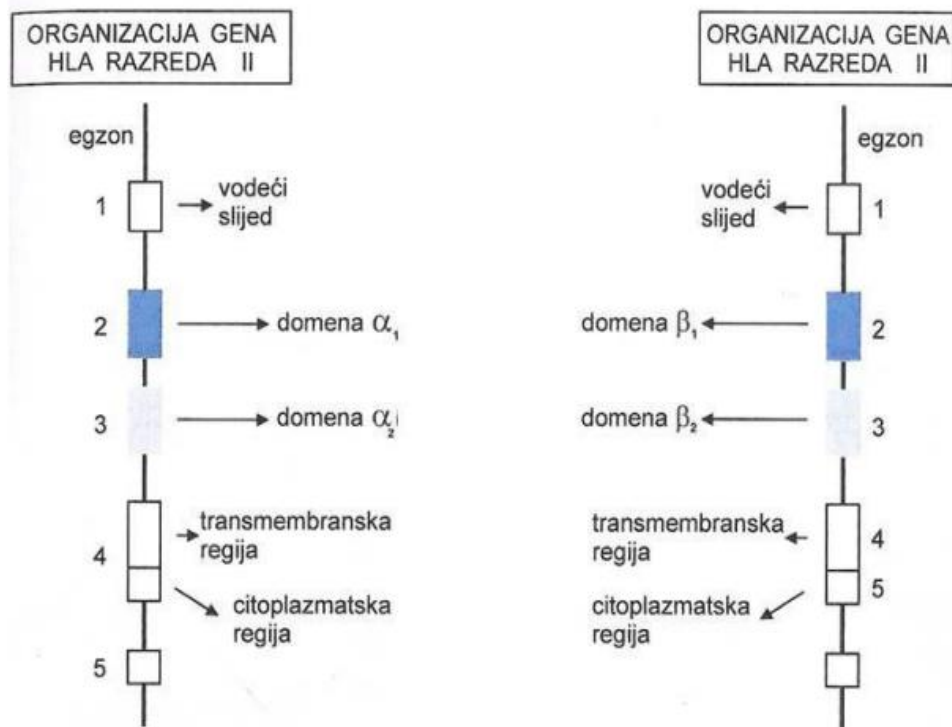 ORGANIZACIJA GENA
HLA RAZREDA II
egzon
1
vodeći
slijed
2
domena α₁
3
domena α₂
4
transmembranska
regija
citoplazmatska
regija
5
ORGANIZACIJA GENA
HLA RAZREDA II
egzon
vodeći
slijed
1
domena β₁
2
domena β₂
3
transmembranska
regija
4
citoplazmatska
regija
5